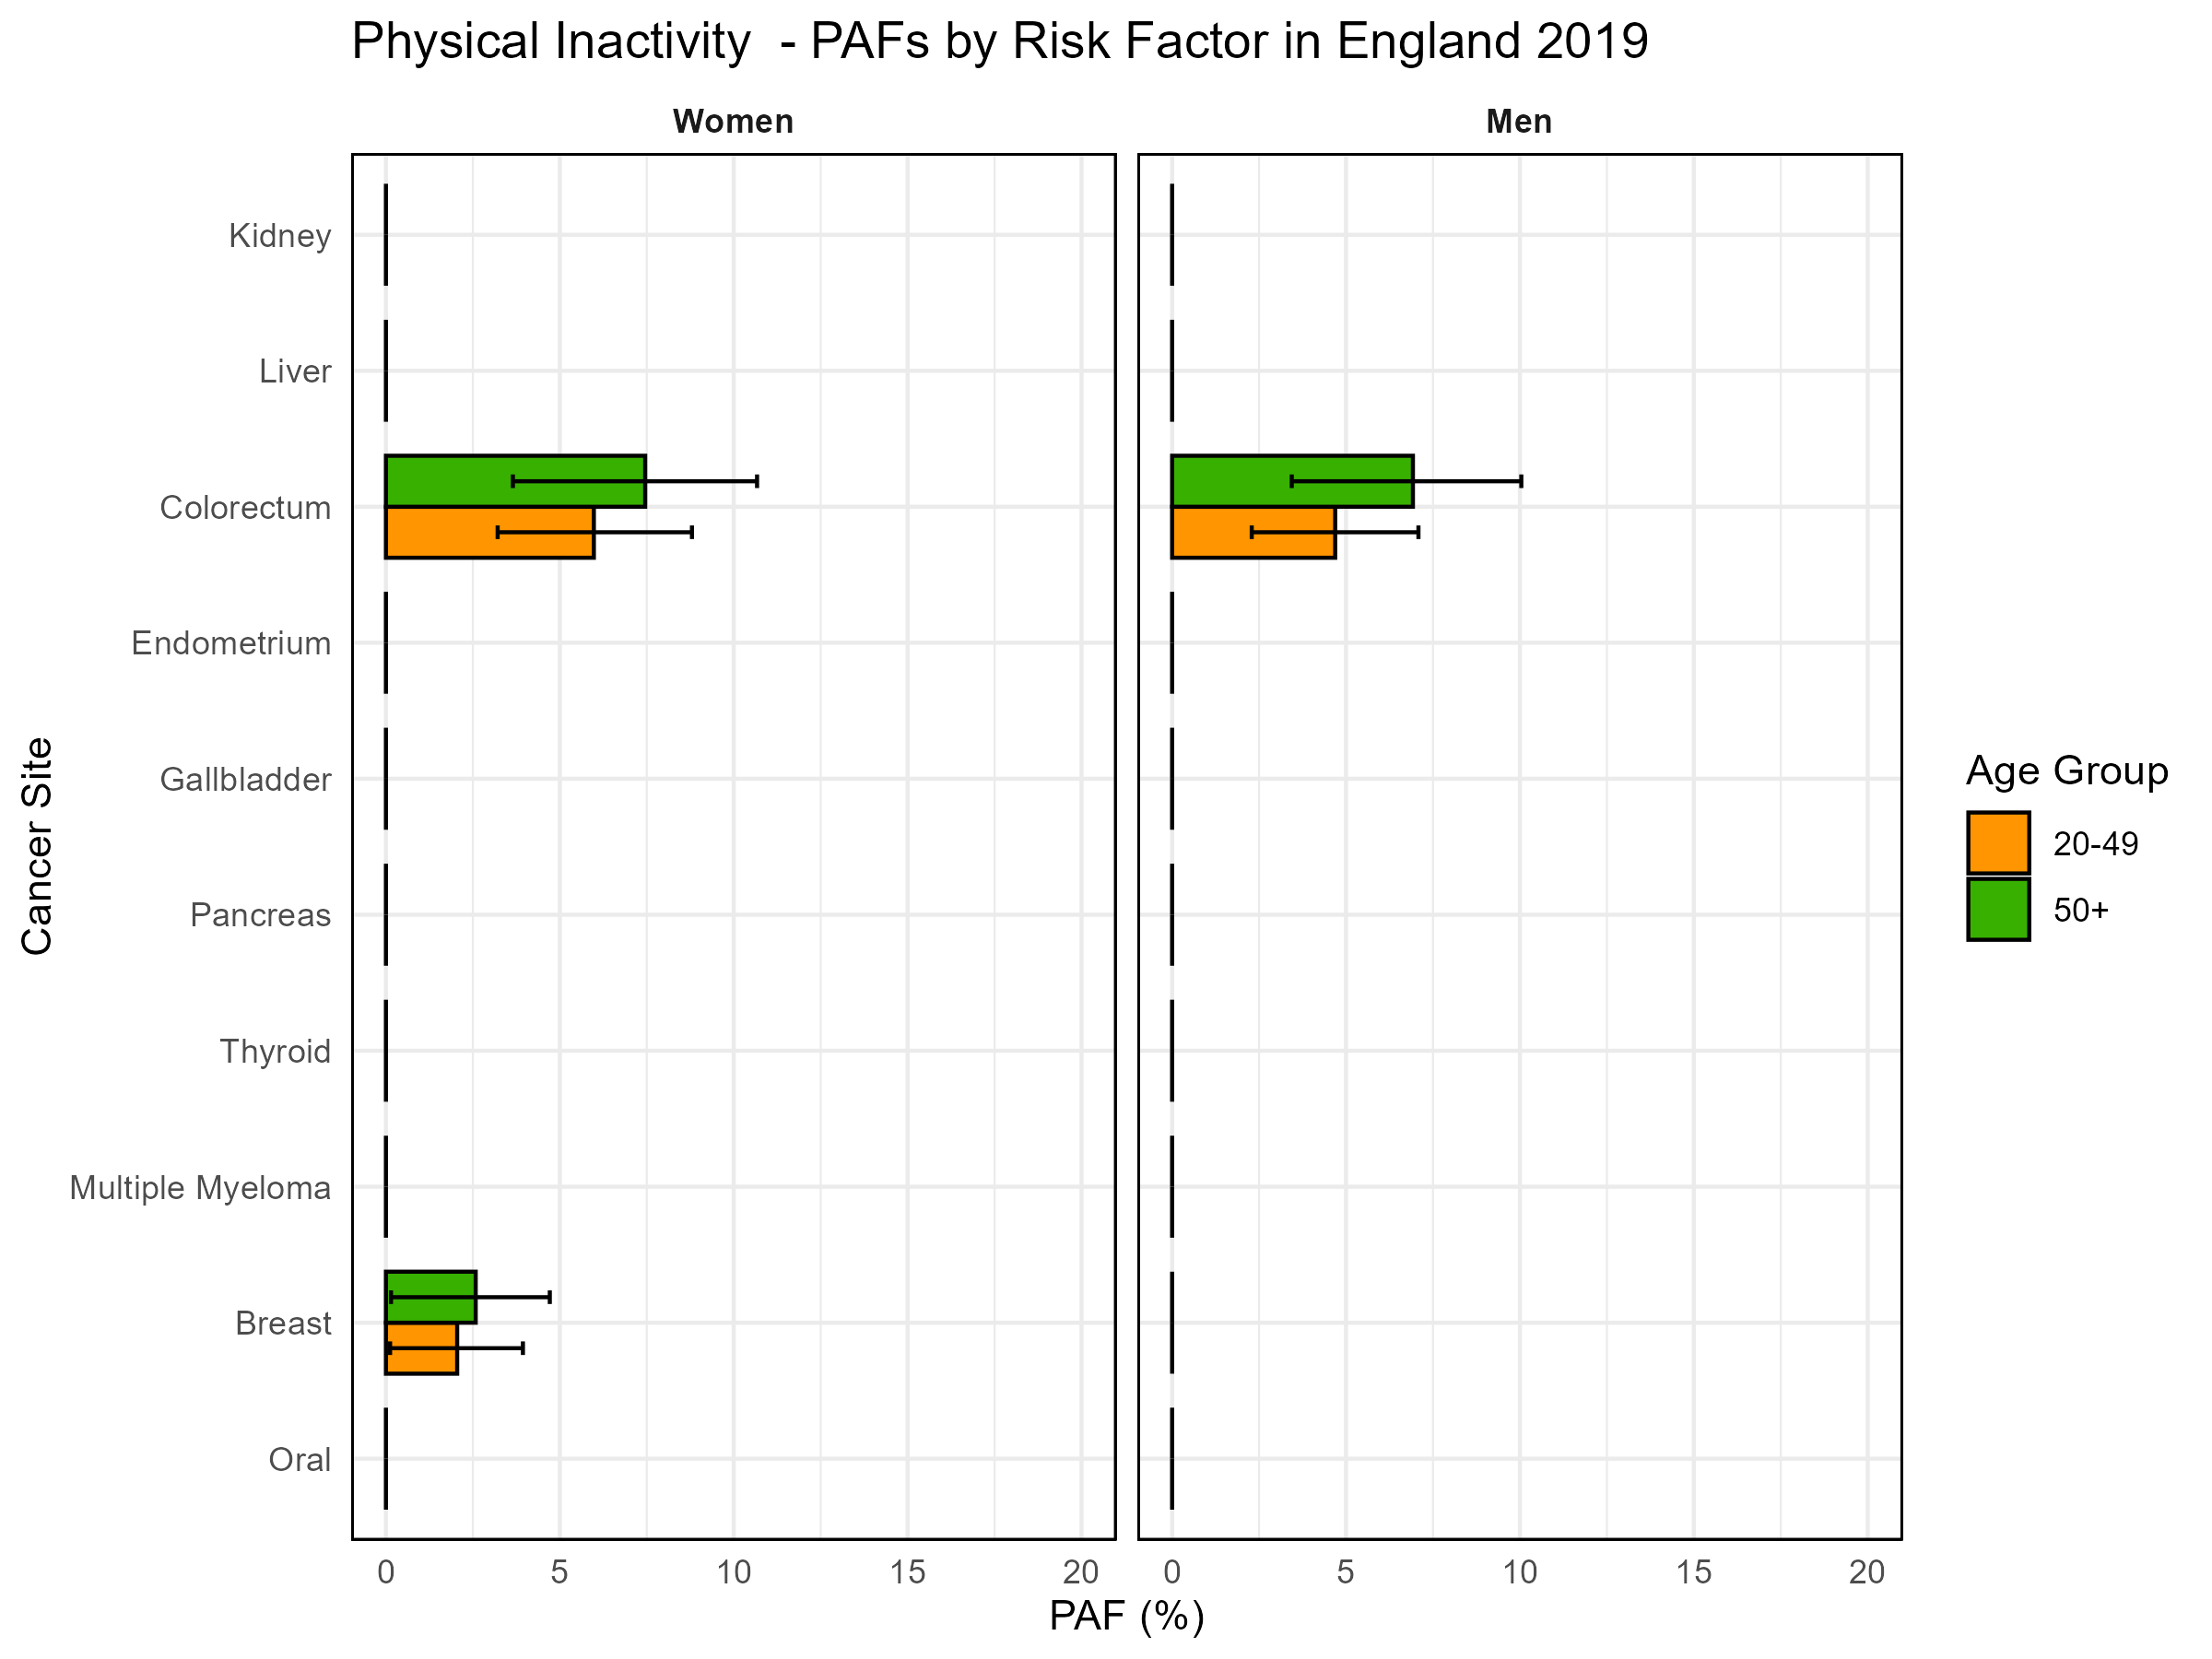 Physical Inactivity  - PAFs by Risk Factor in England 2019
Women
Men
Cancer Site
Kidney
Liver
Colorectum
Endometrium
Gallbladder
Pancreas
Thyroid
Multiple Myeloma
Breast
Oral
0 5 10 15 20
0 5 10 15 20
PAF (%)
Age Group
20-49
50+